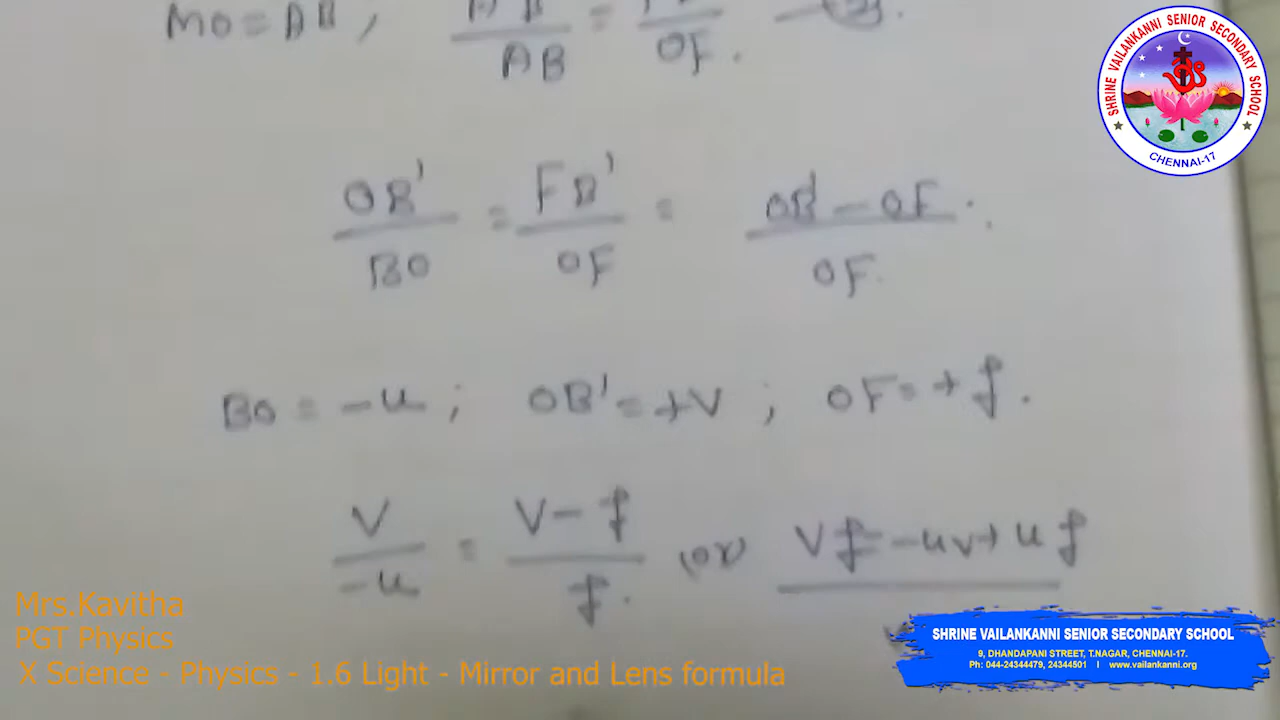 MO = AB ,
AB = OF .
OB' / BO = FB' / OF = OB' - OF / OF .
BO = -u ; OB' = +V ; OF = + f .
V / -u = V - f / f . (or) V f = -uv + u f
Mrs.Kavitha
PGT Physics
X Science - Physics - 1.6 Light - Mirror and Lens formula
SHRINE VAILANKANNI SENIOR SECONDARY SCHOOL
CHENNAI-17
SHRINE VAILANKANNI SENIOR SECONDARY SCHOOL
9, DHANDAPANI STREET, T.NAGAR, CHENNAI-17.
Ph: 044-24344479, 24344501 I www.vailankanni.org